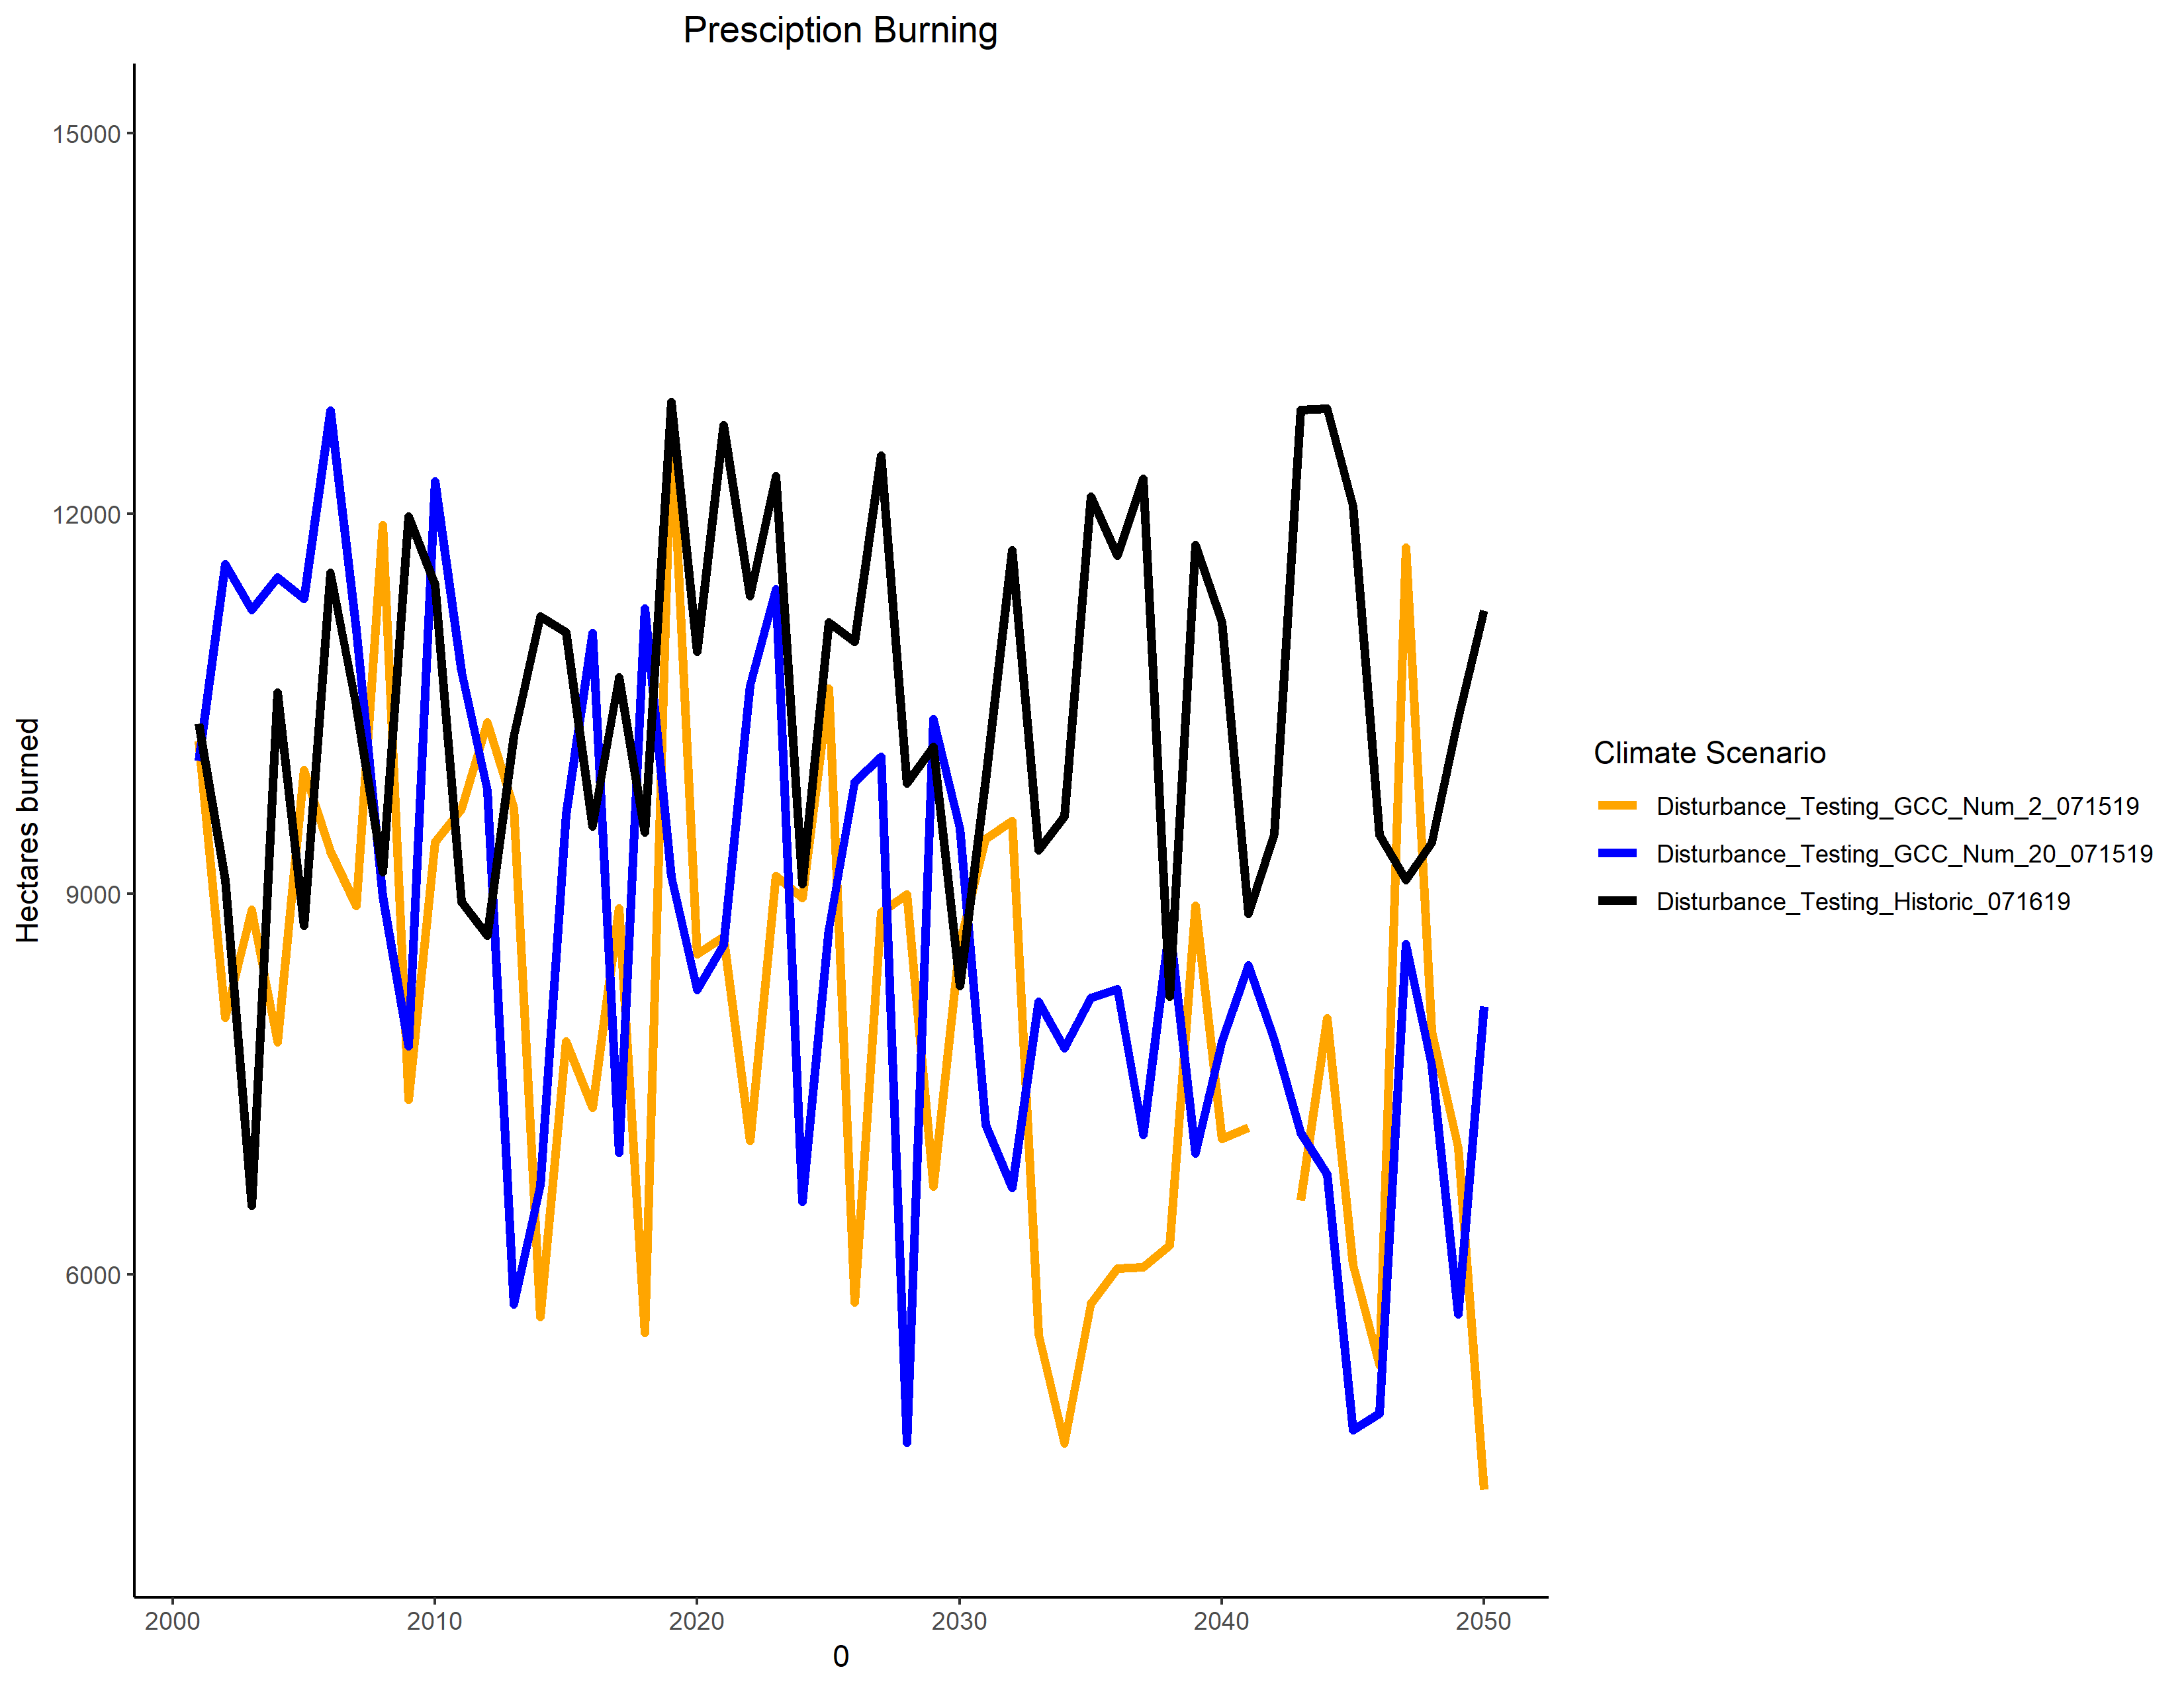 Presciption Burning
15000
12000
9000
6000
Hectares burned
2000 2010 2020 2030 2040 2050
0
Climate Scenario
Disturbance_Testing_GCC_Num_2_071519
Disturbance_Testing_GCC_Num_20_071519
Disturbance_Testing_Historic_071619